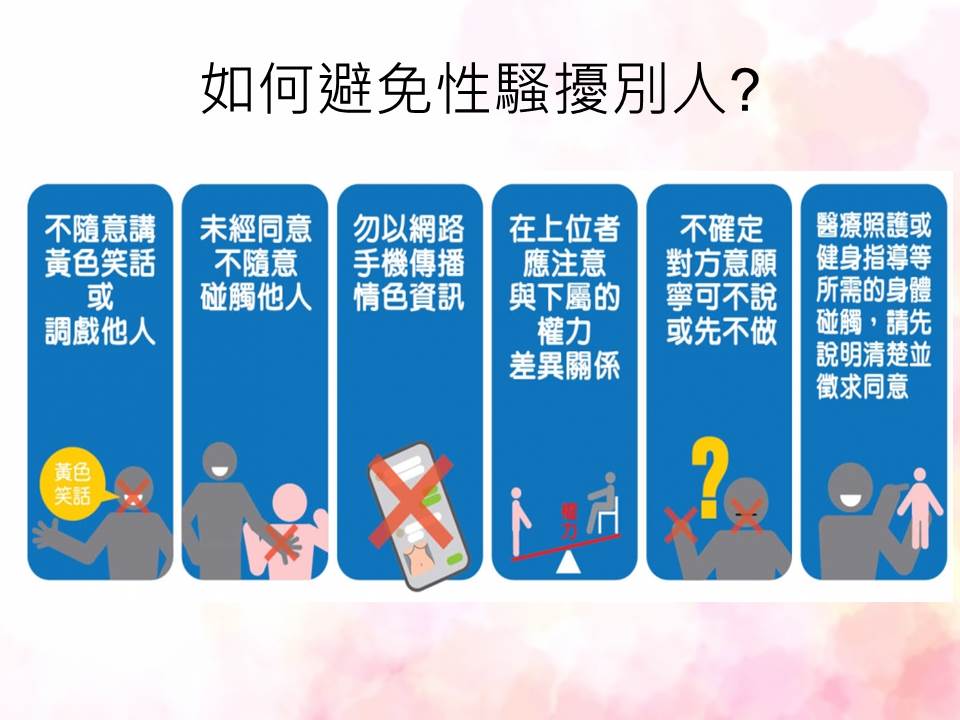 如何避免性騷擾別人?
不隨意講
黃色笑話
或
調戲他人
黃色
笑話
未經同意
不隨意
碰觸他人
勿以網路
手機傳播
情色資訊
在上位者
應注意
與下屬的
權力
差異關係
權力
不確定
對方意願
寧可不說
或先不做
?
醫療照護或
健身指導等
所需的身體
碰觸，請先
說明清楚並
徵求同意